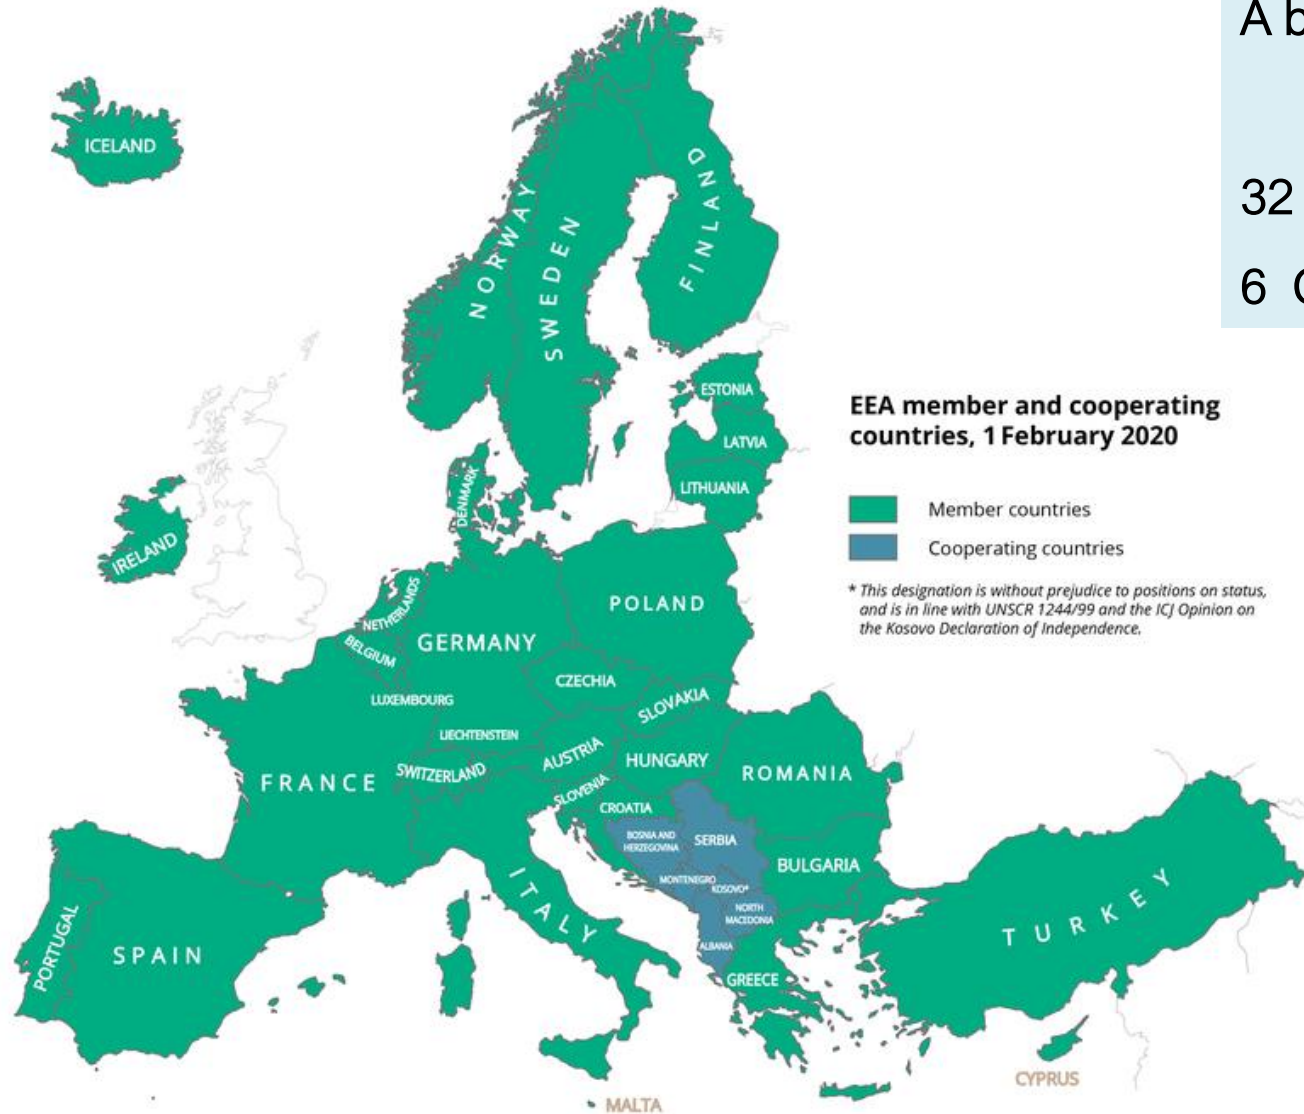 A b
32
6
ICELAND
NORWAY
SWEDEN
FINLAND
ESTONIA
LATVIA
LITHUANIA
EEA member and cooperating
countries, 1 February 2020
Member countries
Cooperating countries
* This designation is without prejudice to positions on status,
and is in line with UNSCR 1244/99 and the ICJ Opinion on
the Kosovo Declaration of Independence.
DENMARK
IRELAND
NETHERLANDS
BELGIUM
GERMANY
POLAND
LUXEMBOURG
CZECHIA
SLOVAKIA
LIECHTENSTEIN
SWITZERLAND
AUSTRIA
HUNGARY
FRANCE
SLOVENIA
ROMANIA
CROATIA
BOSNIA AND
HERZEGOVINA
SERBIA
BULGARIA
MONTENEGRO
KOSOVO*
NORTH
MACEDONIA
ALBANIA
ITALY
PORTUGAL
SPAIN
GREECE
TURKEY
CYPRUS
MALTA